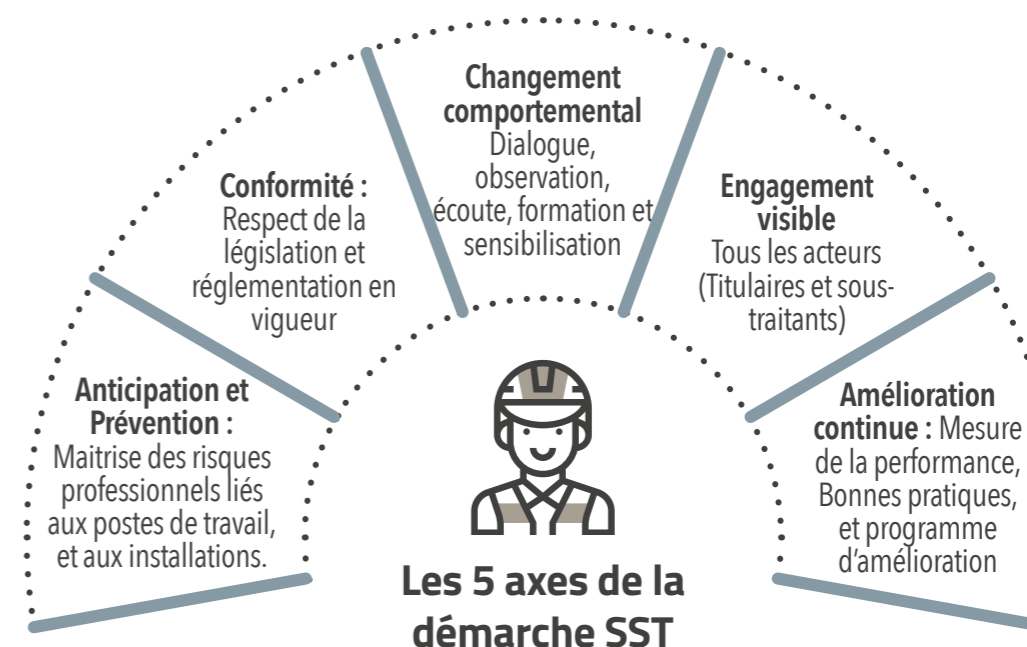 Anticipation et
Prévention :
Maitrise des risques
professionnels liés
aux postes de travail,
et aux installations.
Conformité :
Respect de la
législation et
réglementation en
vigueur
Changement
comportemental
Dialogue,
observation,
écoute, formation et
sensibilisation
Engagement
visible
Tous les acteurs
(Titulaires et sous-
traitants)
Amélioration
continue : Mesure
de la performance,
Bonnes pratiques,
et programme
d’amélioration
Les 5 axes de la
démarche SST